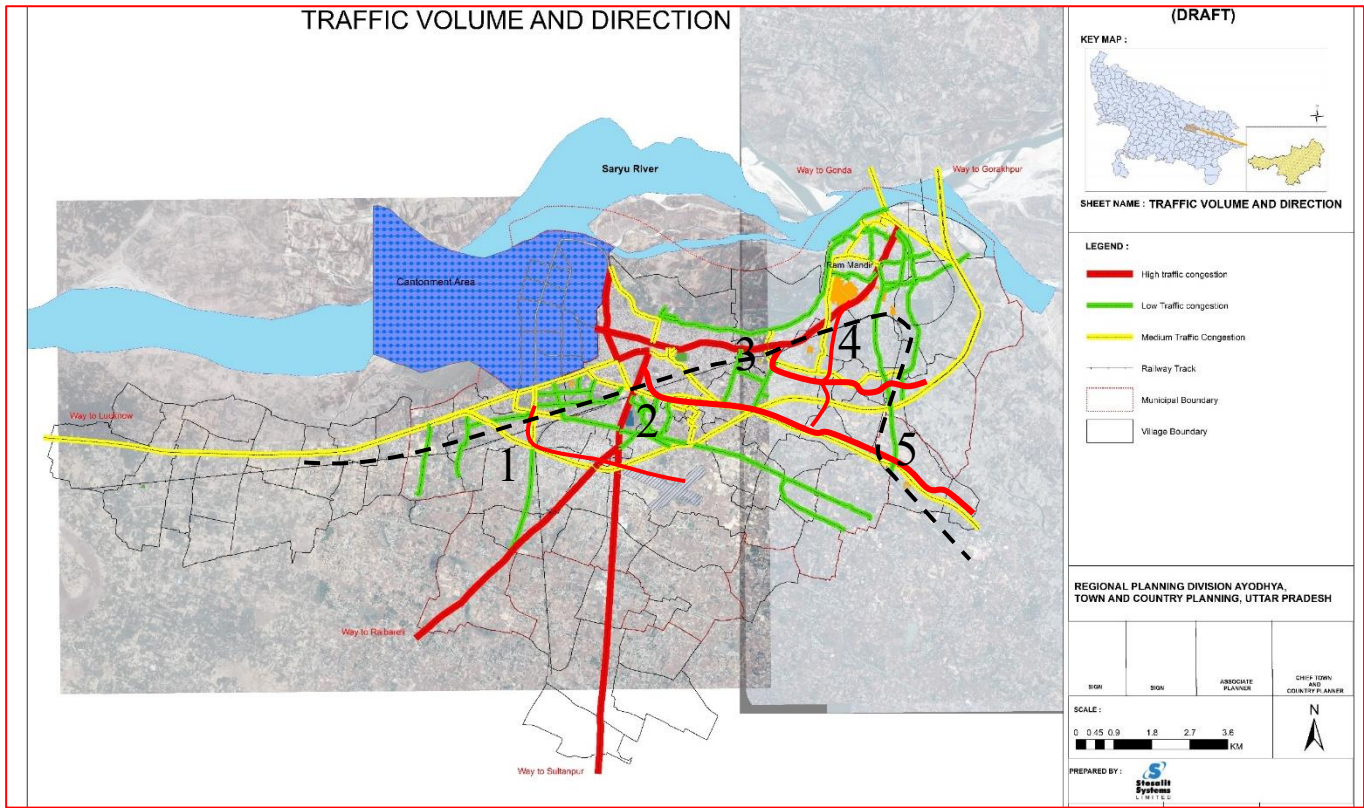 TRAFFIC VOLUME AND DIRECTION
Saryu River
Way to Gonda
Way to Gorakhpur
Ram Mandir
Cantonment Area
Way to Lucknow
1
2
3
4
5
Way to Raibareli
Way to Sultanpur
(DRAFT)
KEY MAP :
SHEET NAME : TRAFFIC VOLUME AND DIRECTION
LEGEND :
High traffic congestion
Low Traffic congestion
Medium Traffic Congestion
Railway Track
Municipal Boundary
Village Boundary
REGIONAL PLANNING DIVISION AYODHYA,
TOWN AND COUNTRY PLANNING, UTTAR PRADESH
SIGN
SIGN
ASSOCIATE
PLANNER
CHIEF TOWN
AND
COUNTRY PLANNER
SCALE :
0 0.45 0.9 1.8 2.7 3.6
KM
N
PREPARED BY :
Stesalit
Systems
LIMITED